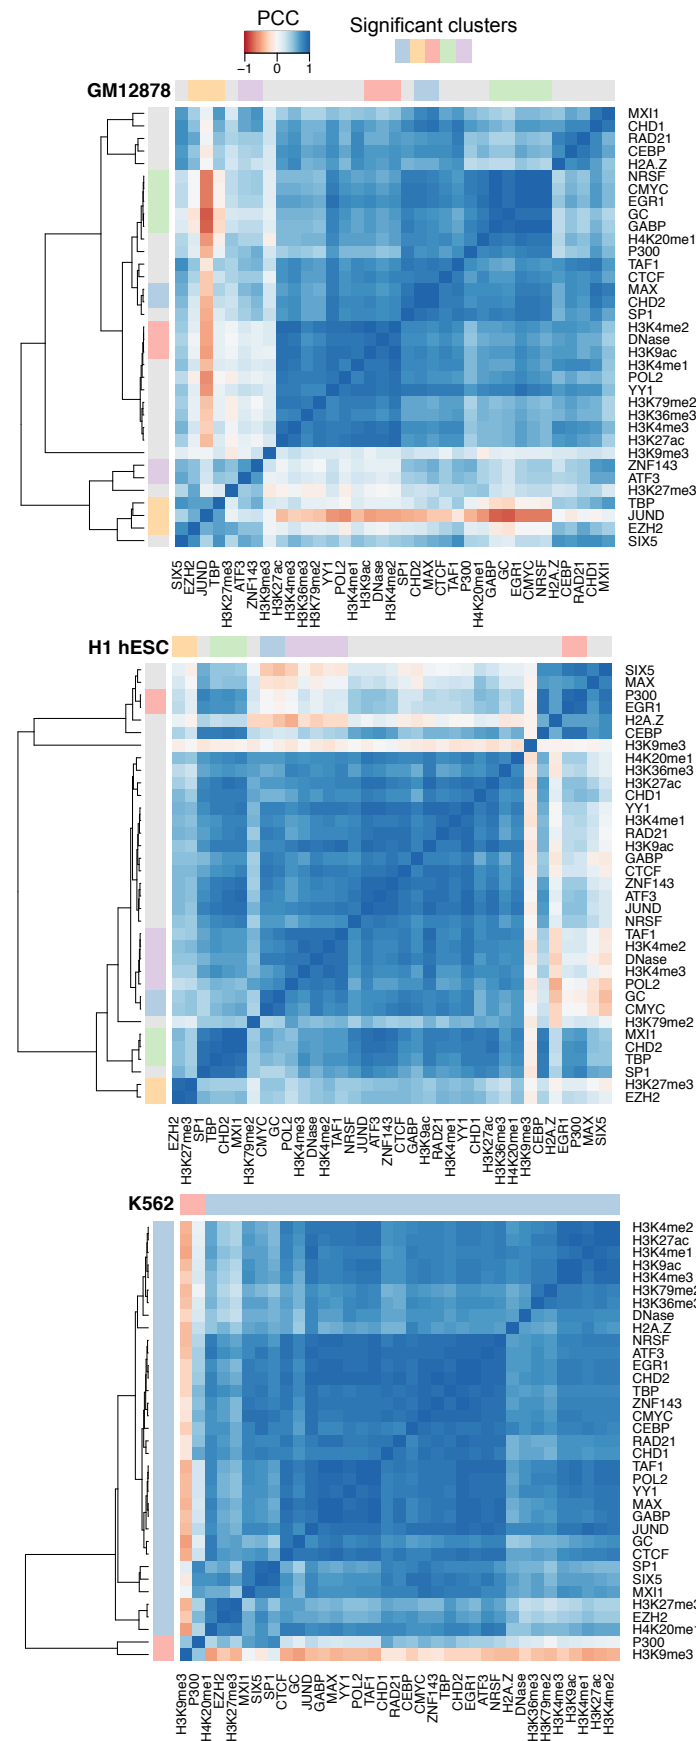 PCC
Significant clusters
−1 0 1
GM12878
MXI1
CHD1
RAD21
CEBP
H2A.Z
NRSF
CMYC
EGR1
GC
GABP
H4K20me1
P300
TAF1
CTCF
MAX
CHD2
SP1
H3K4me2
DNase
H3K9ac
H3K4me1
POL2
YY1
H3K79me2
H3K36me3
H3K4me3
H3K27ac
H3K9me3
ZNF143
ATF3
H3K27me3
TBP
JUND
EZH2
SIX5
SIX5
EZH2
JUND
TBP
H3K27me3
ATF3
ZNF143
H3K9me3
H3K27ac
H3K4me3
H3K36me3
H3K79me2
YY1
POL2
H3K4me1
H3K9ac
DNase
H3K4me2
SP1
CHD2
MAX
CTCF
TAF1
P300
H4K20me1
GABP
GC
EGR1
CMYC
NRSF
H2A.Z
CEBP
RAD21
CHD1
MXI1
H1 hESC
SIX5
MAX
P300
EGR1
H2A.Z
CEBP
H3K9me3
H4K20me1
H3K36me3
H3K27ac
CHD1
YY1
H3K4me1
RAD21
H3K9ac
GABP
CTCF
ZNF143
ATF3
JUND
NRSF
TAF1
H3K4me2
DNase
H3K4me3
POL2
GC
CMYC
H3K79me2
MXI1
CHD2
TBP
SP1
H3K27me3
EZH2
EZH2
H3K27me3
SP1
TBP
CHD2
MXI1
H3K79me2
CMYC
GC
POL2
H3K4me3
DNase
H3K4me2
TAF1
NRSF
JUND
ATF3
ZNF143
CTCF
GABP
H3K9ac
RAD21
H3K4me1
YY1
CHD1
H3K27ac
H3K36me3
H4K20me1
H3K9me3
CEBP
H2A.Z
EGR1
P300
MAX
SIX5
K562
H3K4me2
H3K27ac
H3K4me1
H3K9ac
H3K4me3
H3K79me2
H3K36me3
DNase
H2A.Z
NRSF
ATF3
EGR1
CHD2
TBP
ZNF143
CMYC
CEBP
RAD21
CHD1
TAF1
POL2
YY1
MAX
GABP
JUND
GC
CTCF
SP1
SIX5
MXI1
H3K27me3
EZH2
H4K20me1
P300
H3K9me3
H3K9me3
P300
H4K20me1
EZH2
H3K27me3
MXI1
SIX5
SP1
CTCF
GC
JUND
GABP
MAX
YY1
POL2
TAF1
CHD1
RAD21
CEBP
CMYC
ZNF143
TBP
CHD2
EGR1
ATF3
NRSF
H2A.Z
DNase
H3K36me3
H3K79me2
H3K4me3
H3K9ac
H3K4me1
H3K27ac
H3K4me2